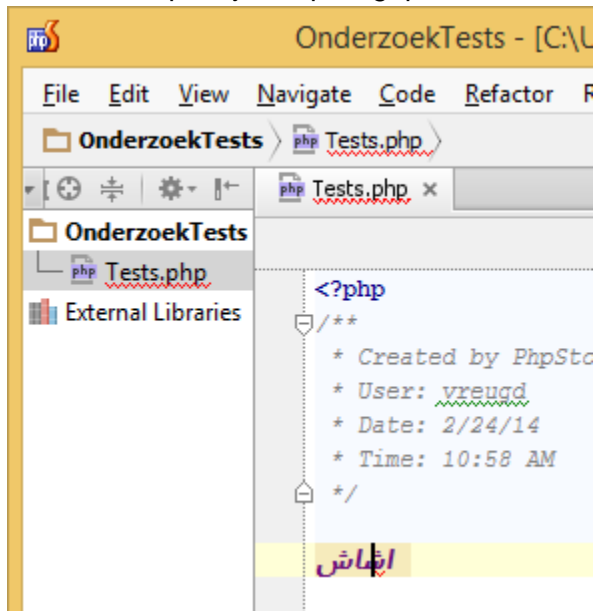 OnderzoekTests - [C:\U
File Edit View Navigate Code Refactor R
OnderzoekTests Tests.php
Tests.php
OnderzoekTests
Tests.php
External Libraries
<?php
/**
* Created by PhpSto
* User: vreugd
* Date: 2/24/14
* Time: 10:58 AM
*/
اشاش